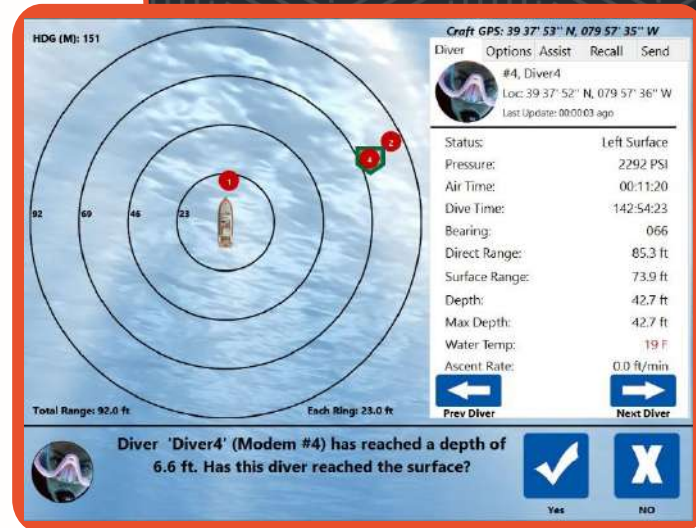 HDG (M): 151
Craft GPS: 39 37' 53" N, 079 57' 35" W
Diver Options Assist Recall Send
#4, Diver4
Loc: 39 37' 52" N, 079 57' 36" W
Last Update: 00:00:03 ago
Status: Left Surface
Pressure: 2292 PSI
Air Time: 00:11:20
Dive Time: 142:54:23
Bearing: 066
Direct Range: 85.3 ft
Surface Range: 73.9 ft
Depth: 42.7 ft
Max Depth: 42.7 ft
Water Temp: 19 F
Ascent Rate: 0.0 ft/min
Prev Diver Next Diver
2
4
1
92 69 46 23
Total Range: 92.0 ft Each Ring: 23.0 ft
Diver 'Diver4' (Modem #4) has reached a depth of
6.6 ft. Has this diver reached the surface?
X
Yes NO